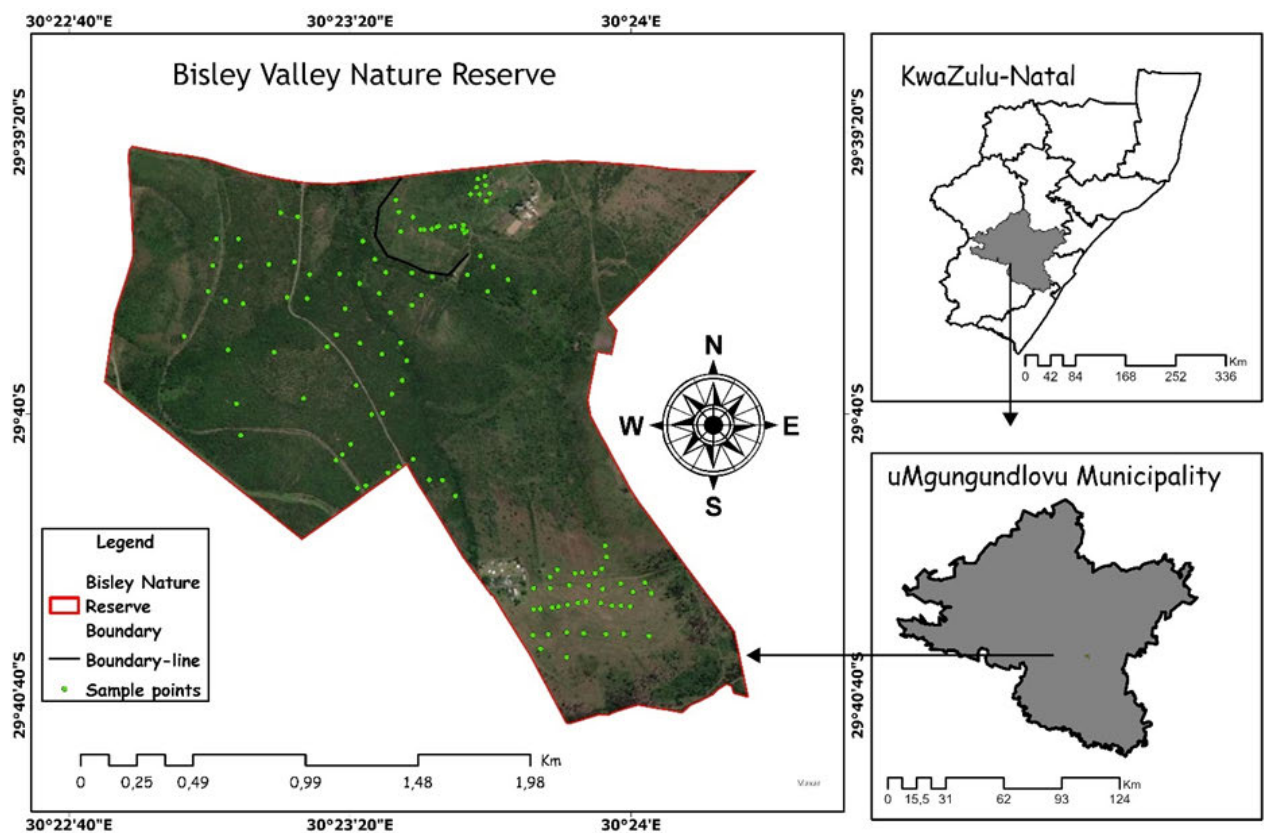 30°22'40"E
30°23'20"E
30°24'E
Bisley Valley Nature Reserve
29°39'20"S
29°40'S
29°40'40"S
N
W
E
S
Legend
Bisley Nature
Reserve
Boundary
Boundary-line
Sample points
0 0,25 0,49 0,99 1,48 1,98 Km
Maxar
30°22'40"E
30°23'20"E
30°24'E
29°39'20"S
29°40'S
29°40'40"S
KwaZulu-Natal
0 42 84 168 252 336 Km
uMgungundlovu Municipality
0 15,5 31 62 93 124 Km